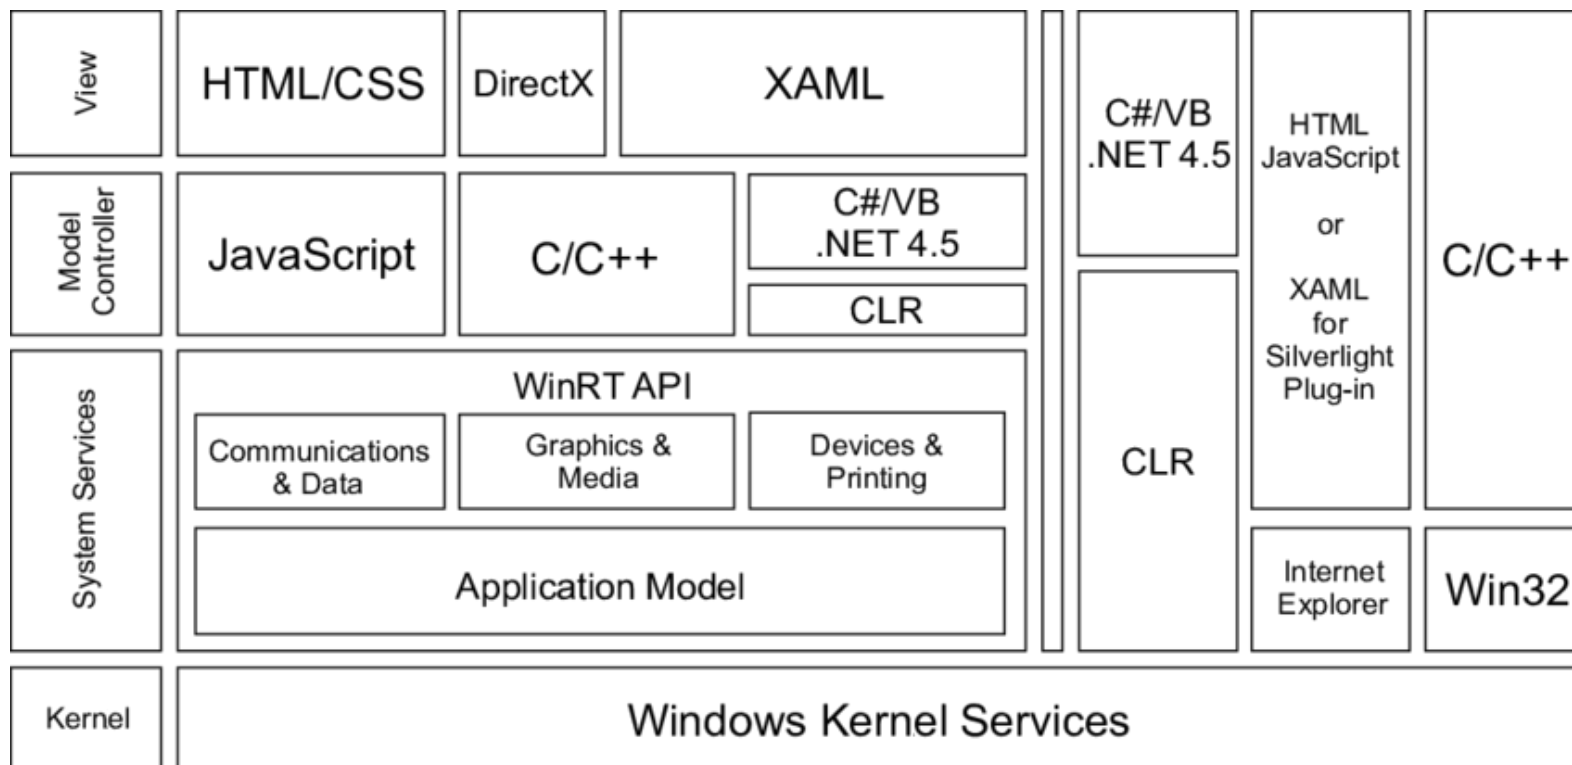 View
HTML/CSS
DirectX
XAML
C#/VB
.NET 4.5
HTML
JavaScript
or
XAML
for
Silverlight
Plug-in
C/C++
Model
Controller
JavaScript
C/C++
C#/VB
.NET 4.5
CLR
System Services
WinRT API
Communications
& Data
Graphics &
Media
Devices &
Printing
Application Model
CLR
Internet
Explorer
Win32
Kernel
Windows Kernel Services